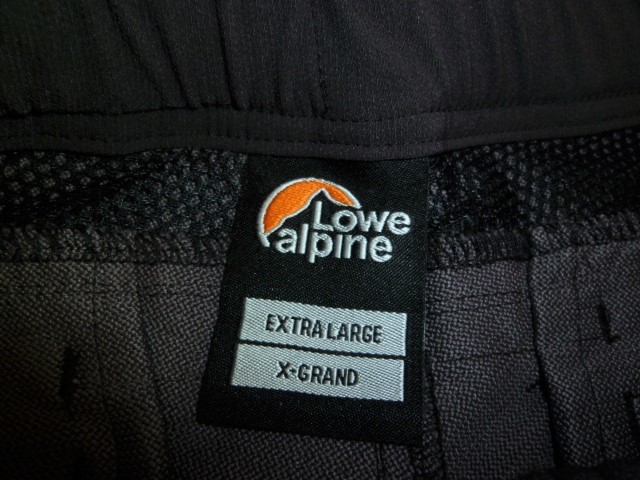 Lowe
alpine
EXTRA LARGE
X-GRAND